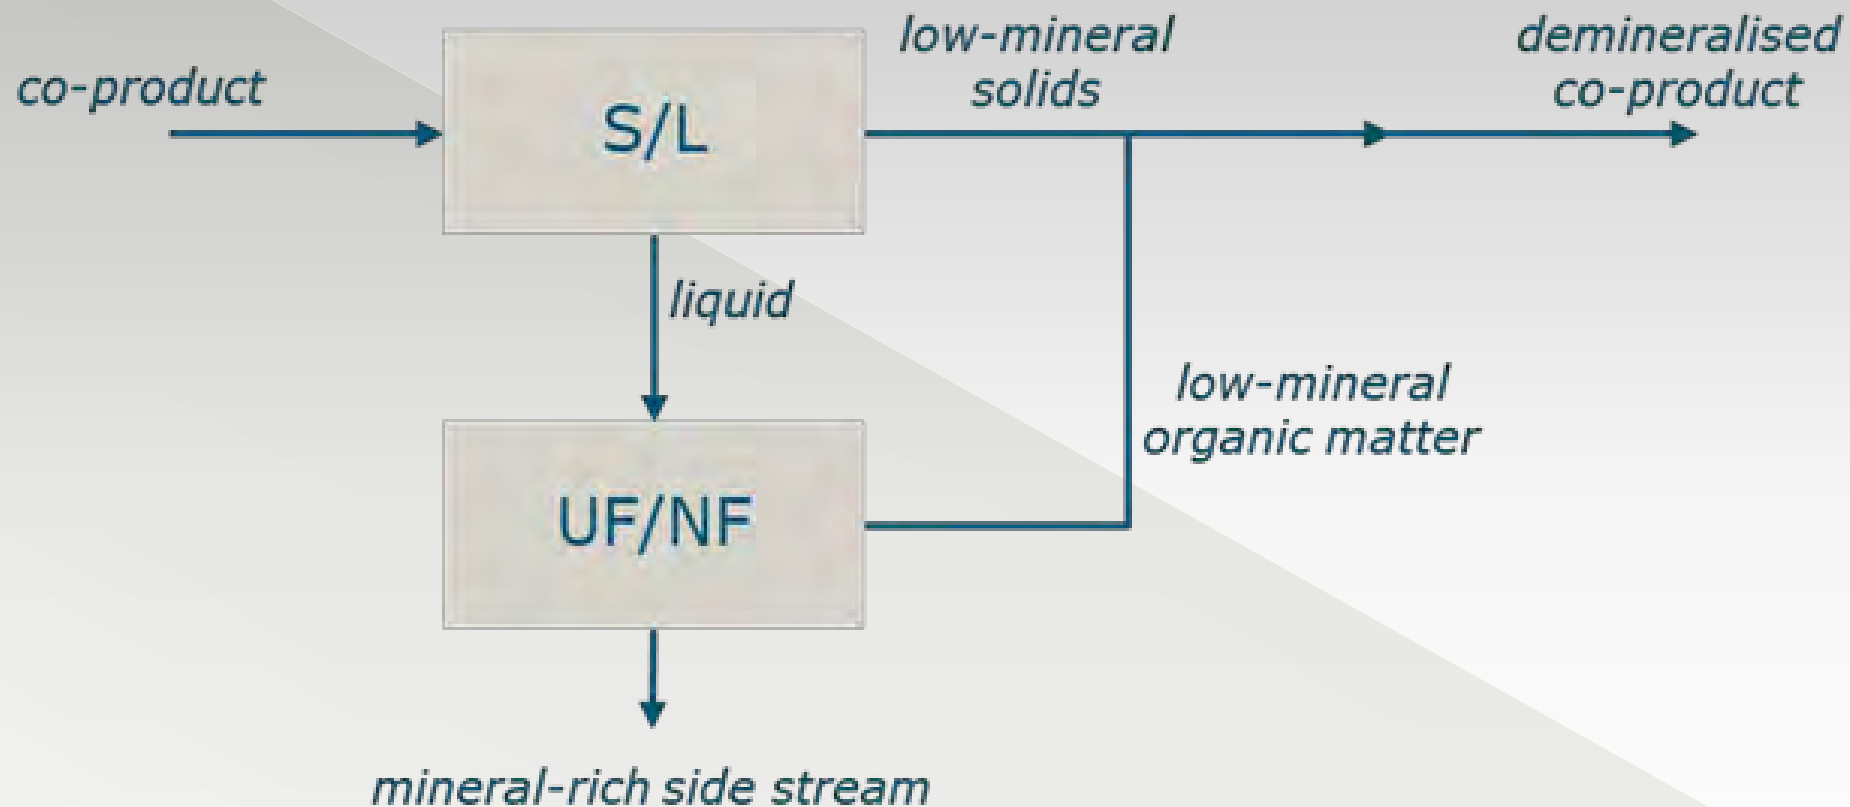 co-product
S/L
low-mineral
solids
demineralised
co-product
liquid
low-mineral
organic matter
UF/NF
mineral-rich side stream